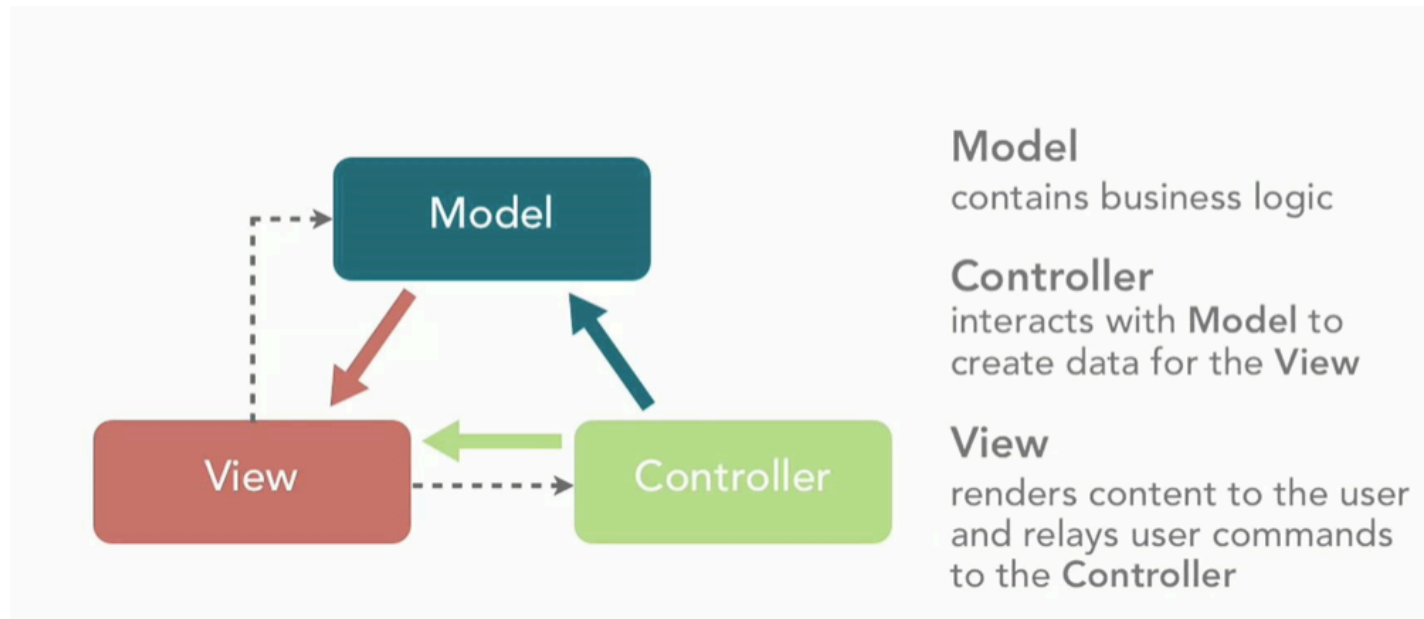 Model
View
Controller
Model
contains business logic
Controller
interacts with Model to
create data for the View
View
renders content to the user
and relays user commands
to the Controller